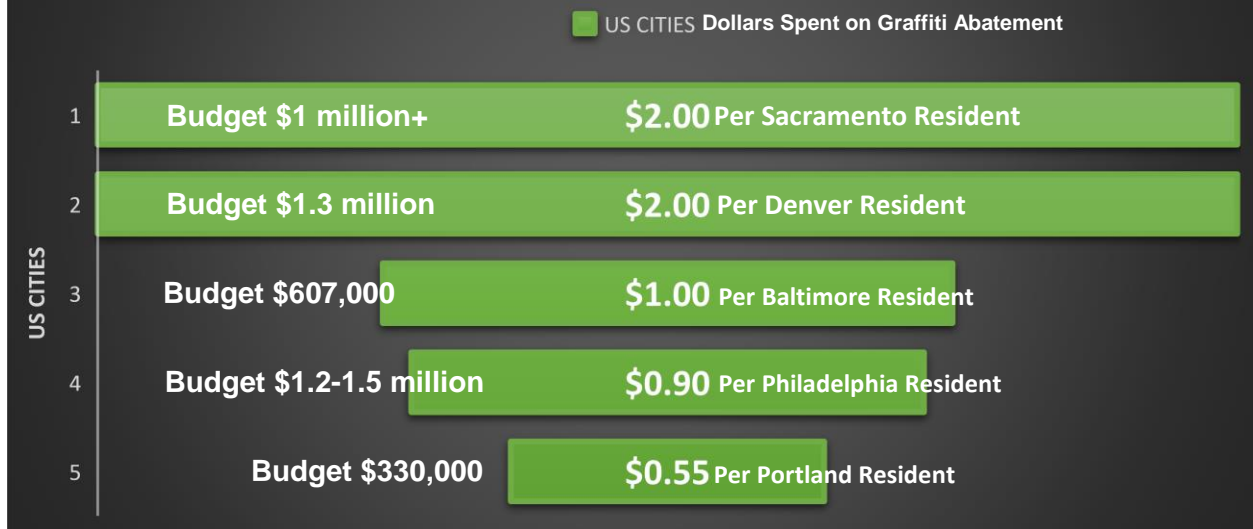 US CITIES Dollars Spent on Graffiti Abatement
1 Budget $1 million+ $2.00 Per Sacramento Resident
2 Budget $1.3 million $2.00 Per Denver Resident
US CITIES
3 Budget $607,000 $1.00 Per Baltimore Resident
4 Budget $1.2-1.5 million $0.90 Per Philadelphia Resident
5 Budget $330,000 $0.55 Per Portland Resident